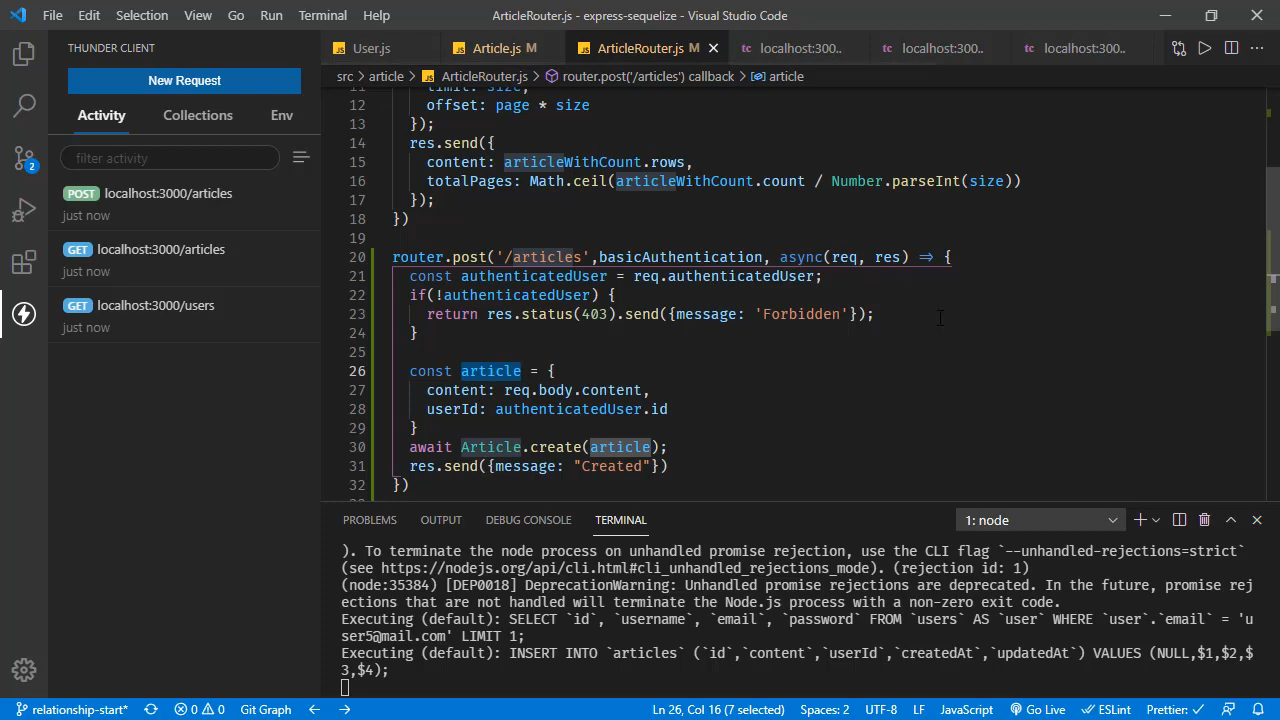 File Edit Selection View Go Run Terminal Help
ArticleRouter.js - express-sequelize - Visual Studio Code
THUNDER CLIENT
New Request
Activity Collections Env
filter activity
POST localhost:3000/articles
just now
GET localhost:3000/articles
just now
GET localhost:3000/users
just now
JS User.js JS Article.js M JS ArticleRouter.js M localhost:300.. localhost:300.. localhost:300..
src > article > JS ArticleRouter.js > router.post('/articles') callback > article
11 limit: size,
12 offset: page * size
13 });
14 res.send({
15 content: articleWithCount.rows,
16 totalPages: Math.ceil(articleWithCount.count / Number.parseInt(size))
17 });
18 })
19
20 router.post('/articles',basicAuthentication, async(req, res) => {
21 const authenticatedUser = req.authenticatedUser;
22 if(!authenticatedUser) {
23 return res.status(403).send({message: 'Forbidden'});
24 }
25
26 const article = {
27 content: req.body.content,
28 userId: authenticatedUser.id
29 }
30 await Article.create(article);
31 res.send({message: "Created"})
32 })
PROBLEMS OUTPUT DEBUG CONSOLE TERMINAL 1: node
). To terminate the node process on unhandled promise rejection, use the CLI flag `--unhandled-rejections=strict`
(see https://nodejs.org/api/cli.html#cli_unhandled_rejections_mode). (rejection id: 1)
(node:35384) [DEP0018] DeprecationWarning: Unhandled promise rejections are deprecated. In the future, promise rej
ections that are not handled will terminate the Node.js process with a non-zero exit code.
Executing (default): SELECT `id`, `username`, `email`, `password` FROM `users` AS `user` WHERE `user`.`email` = 'u
ser5@mail.com' LIMIT 1;
Executing (default): INSERT INTO `articles` (`id`,`content`,`userId`,`createdAt`,`updatedAt`) VALUES (NULL,$1,$2,$
3,$4);
2
relationship-start* 0 0 Git Graph Ln 26, Col 16 (7 selected) Spaces: 2 UTF-8 LF JavaScript Go Live ESLint Prettier: ✓